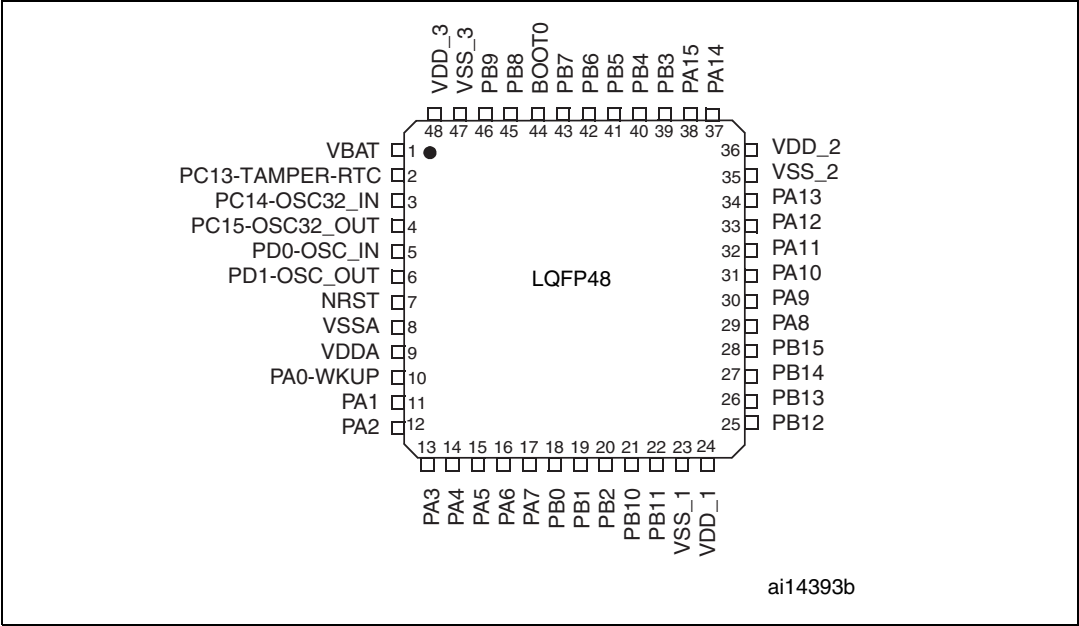 VDD_3
VSS_3
PB9
PB8
BOOT0
PB7
PB6
PB5
PB4
PB3
PA15
PA14
48 47 46 45 44 43 42 41 40 39 38 37
VBAT 1
PC13-TAMPER-RTC 2
PC14-OSC32_IN 3
PC15-OSC32_OUT 4
PD0-OSC_IN 5
PD1-OSC_OUT 6
NRST 7
VSSA 8
VDDA 9
PA0-WKUP 10
PA1 11
PA2 12
LQFP48
36 VDD_2
35 VSS_2
34 PA13
33 PA12
32 PA11
31 PA10
30 PA9
29 PA8
28 PB15
27 PB14
26 PB13
25 PB12
13 14 15 16 17 18 19 20 21 22 23 24
PA3
PA4
PA5
PA6
PA7
PB0
PB1
PB2
PB10
PB11
VSS_1
VDD_1
ai14393b